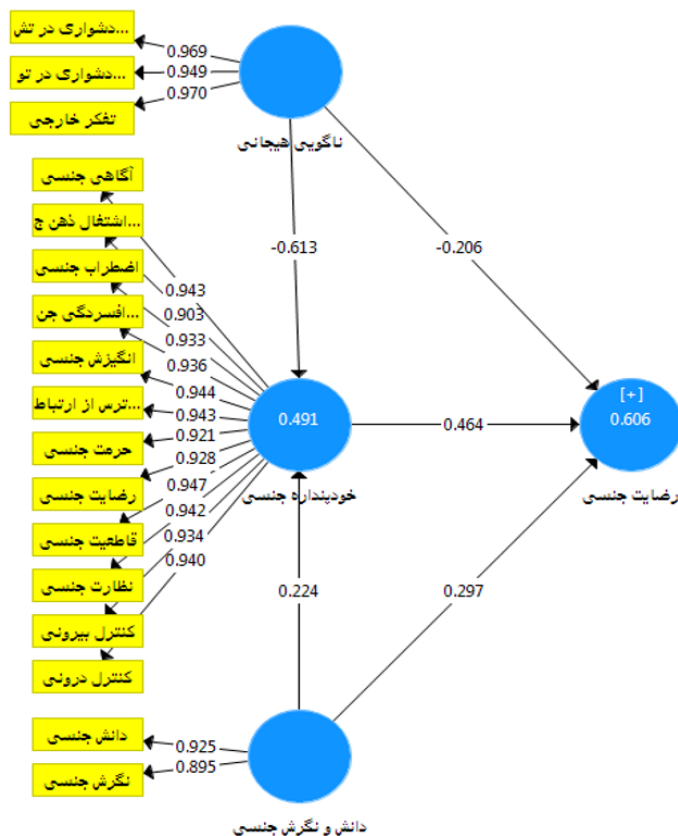 دشواری در تش...
0.969
دشواری در تو...
0.949
تفکر خارجی
0.970
ناگویی هیجانی
-0.613
-0.206
آگاهی جنسی
اشتغال ذهن ج...
اضطراب جنسی
افسردگی جن...
انگیزش جنسی
ترس از ارتباط...
حرمت جنسی
رضایت جنسی
قاطعیت جنسی
نظارت جنسی
کنترل بیرونی
کنترل درونی
0.943
0.903
0.933
0.936
0.944
0.943
0.921
0.928
0.947
0.942
0.934
0.940
0.491
خودپنداره جنسی
0.464
[+]
0.606
رضایت جنسی
0.224
0.297
دانش جنسی
0.925
نگرش جنسی
0.895
دانش و نگرش جنسی